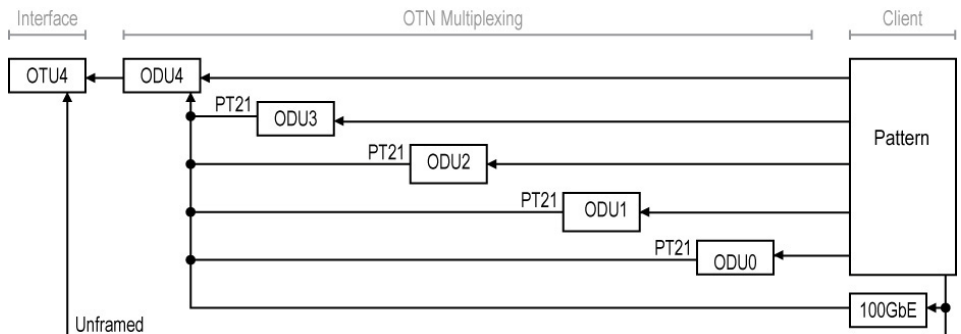 Interface OTN Multiplexing Client
OTU4 ODU4
PT21 ODU3
Pattern
PT21 ODU2
PT21 ODU1
PT21 ODU0
100GbE
Unframed